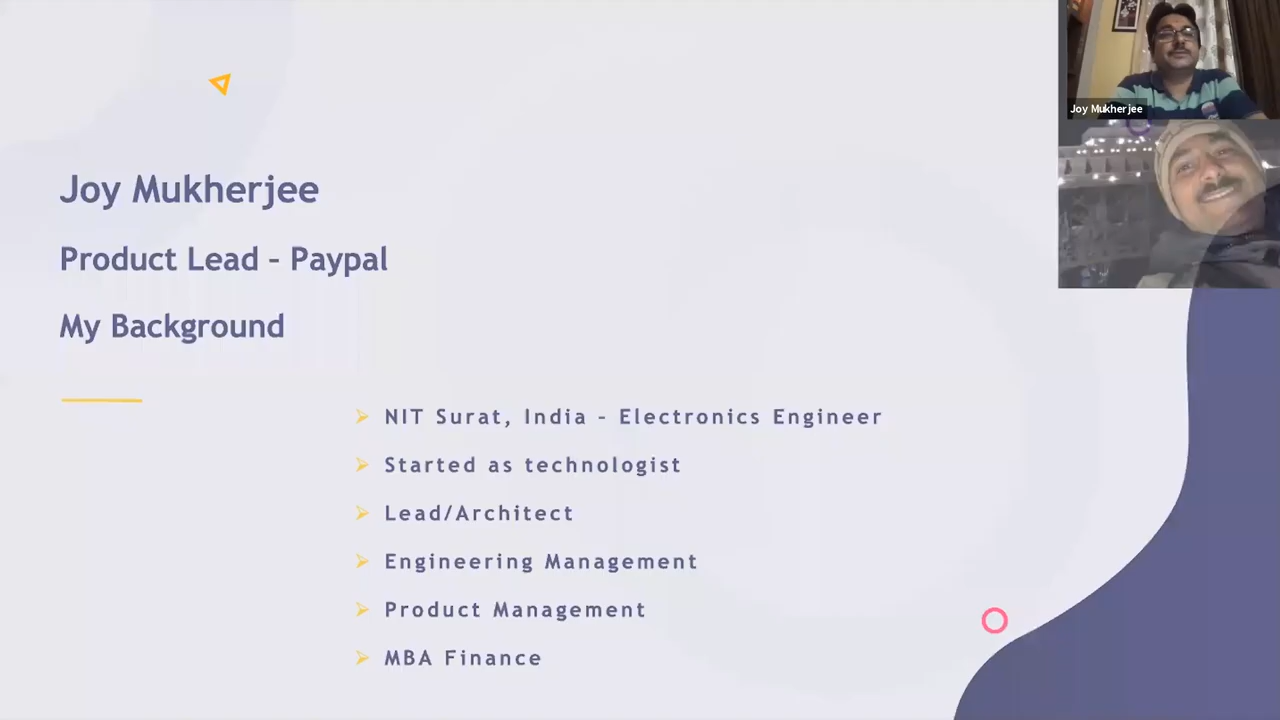 Joy Mukherjee
Joy Mukherjee
Product Lead – Paypal
My Background
NIT Surat, India – Electronics Engineer
Started as technologist
Lead/Architect
Engineering Management
Product Management
MBA Finance